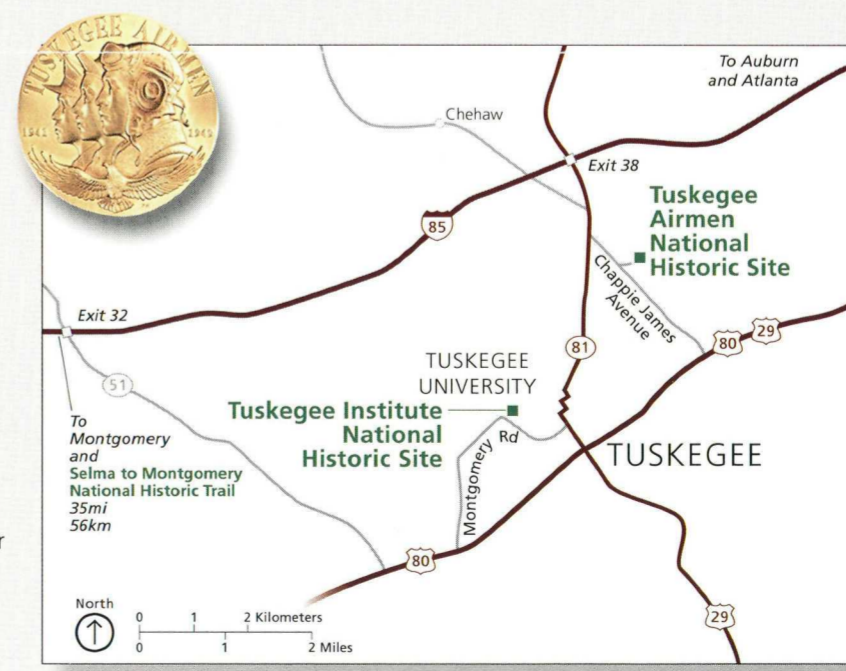 TUSKEGEE AIRMEN
1941
1949
To Auburn
and Atlanta
Chehaw
Exit 38
85
Tuskegee
Airmen
National
Historic Site
Chappie James
Avenue
Exit 32
80
29
81
51
TUSKEGEE
UNIVERSITY
Tuskegee Institute
National
Historic Site
Montgomery Rd
TUSKEGEE
To
Montgomery
and
Selma to Montgomery
National Historic Trail
35mi
56km
r
80
29
North
0 1 2 Kilometers
0 1 2 Miles